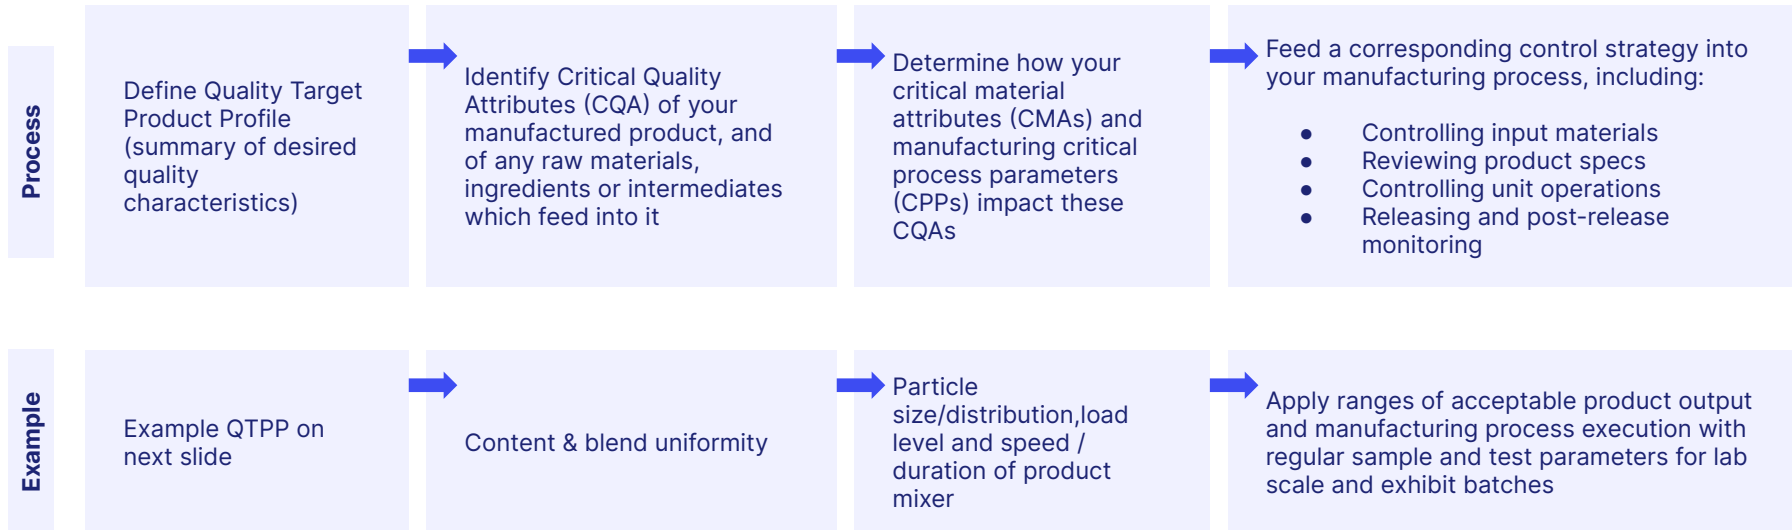 Process
Define Quality Target
Product Profile
(summary of desired
quality
characteristics)
Identify Critical Quality
Attributes (CQA) of your
manufactured product, and
of any raw materials,
ingredients or intermediates
which feed into it
Determine how your
critical material
attributes (CMAs) and
manufacturing critical
process parameters
(CPPs) impact these
CQAs
Feed a corresponding control strategy into
your manufacturing process, including:
● Controlling input materials
● Reviewing product specs
● Controlling unit operations
● Releasing and post-release
monitoring
Example
Example QTPP on
next slide
Content & blend uniformity
Particle
size/distribution,load
level and speed /
duration of product
mixer
Apply ranges of acceptable product output
and manufacturing process execution with
regular sample and test parameters for lab
scale and exhibit batches